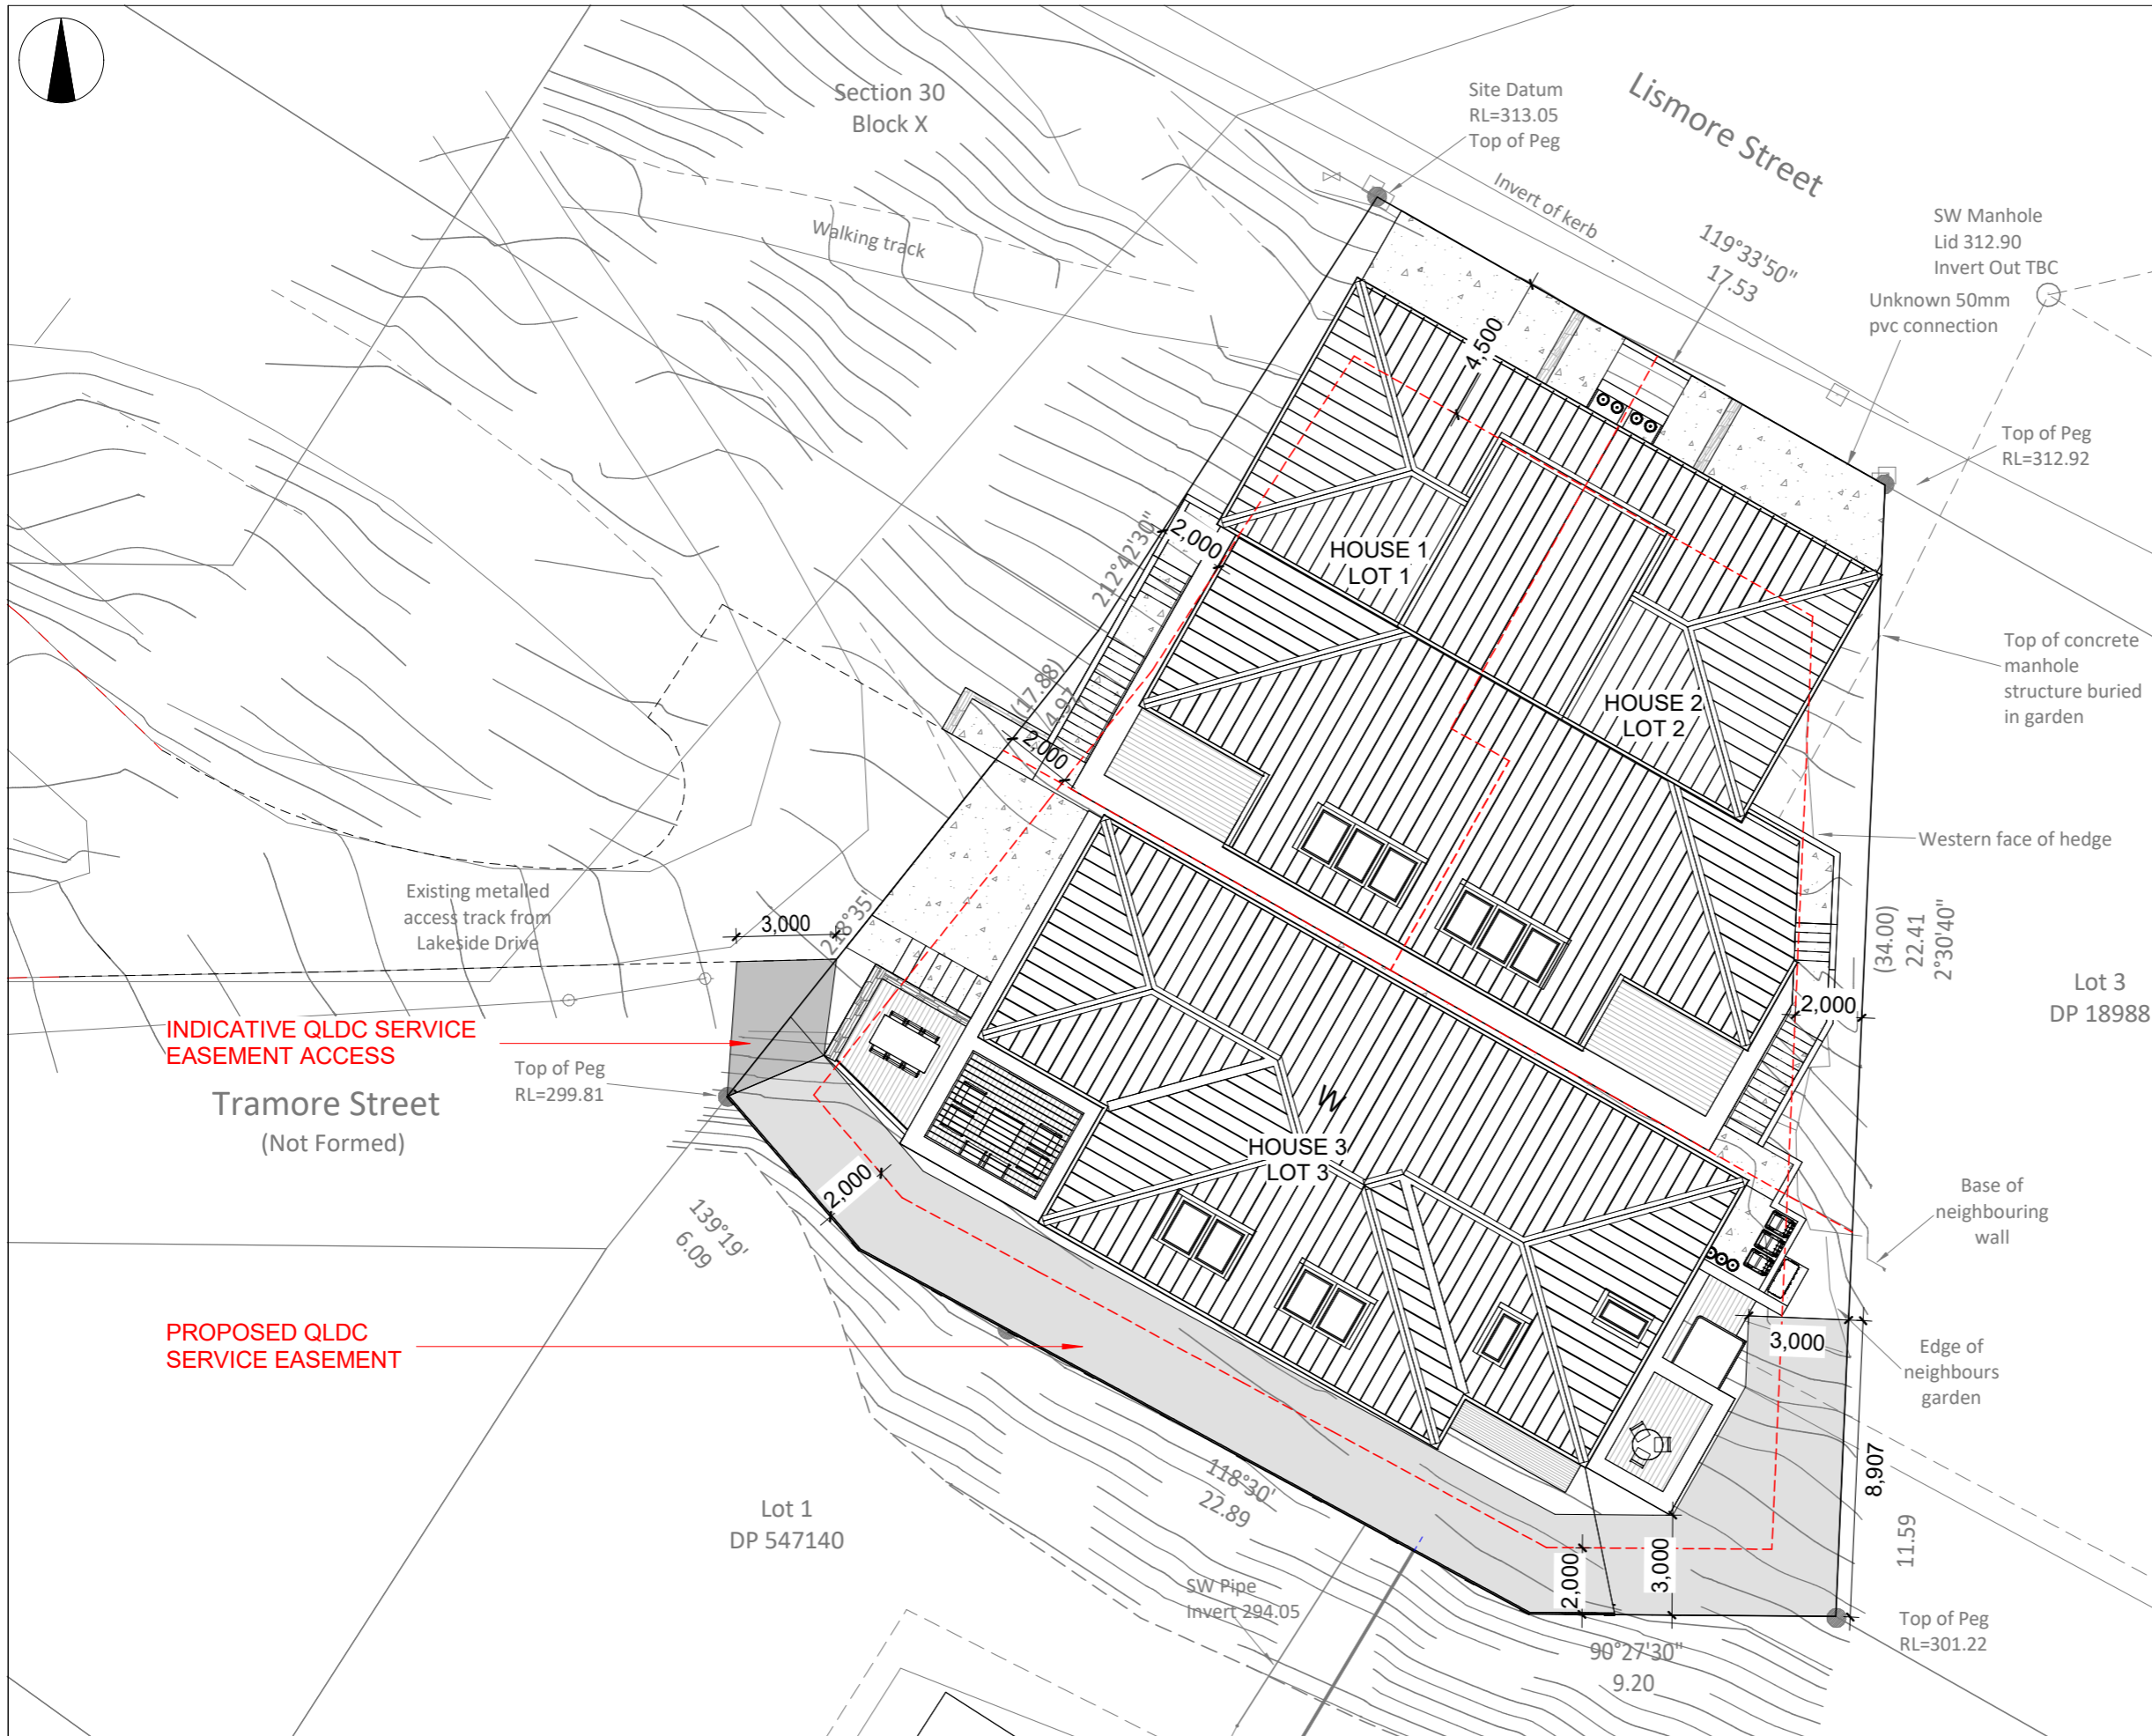 Section 30
Block X
Walking track
Site Datum
RL=313.05
Top of Peg
Lismore Street
Invert of kerb
119°33'50"
17.53
SW Manhole
Lid 312.90
Invert Out TBC
Unknown 50mm
pvc connection
Top of Peg
RL=312.92
4,500
2,000
212°42'30"
HOUSE 1
LOT 1
HOUSE 2
LOT 2
Top of concrete
manhole
structure buried
in garden
(17.88)
4.97
2,000
Western face of hedge
Existing metalled
access track from
Lakeside Drive
3,000
218°35'
(34.00)
22.41
2°30'40"
Lot 3
DP 18988
2,000
INDICATIVE QLDC SERVICE
EASEMENT ACCESS
Top of Peg
RL=299.81
Tramore Street
(Not Formed)
W
HOUSE 3
LOT 3
2,000
139°19'
6.09
Base of
neighbouring
wall
PROPOSED QLDC
SERVICE EASEMENT
3,000
Edge of
neighbours
garden
8,907
118°30'
22.89
Lot 1
DP 547140
11.59
2,000
3,000
SW Pipe
Invert 294.05
Top of Peg
RL=301.22
90°27'30"
9.20